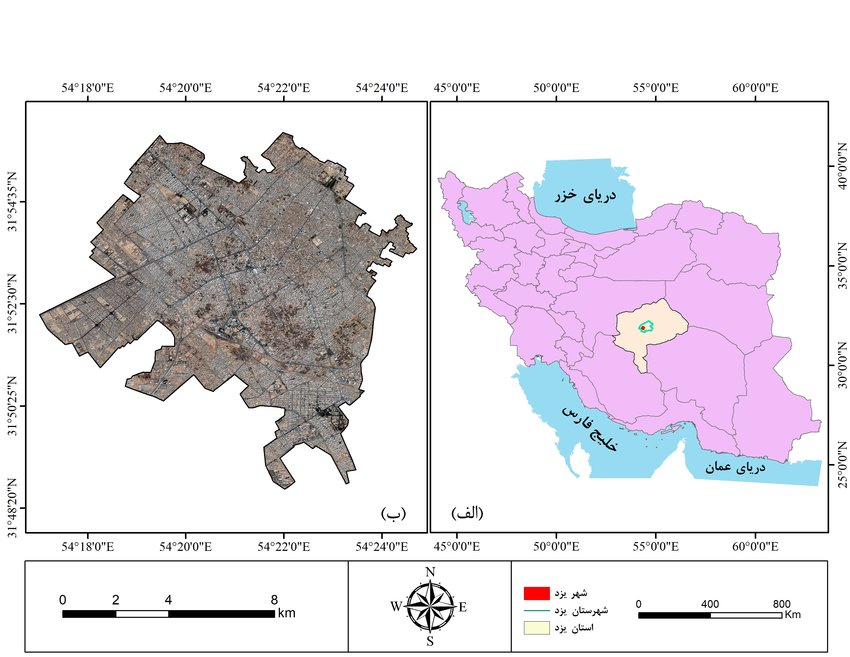 54°18'0"E 54°20'0"E 54°22'0"E 54°24'0"E
45°0'0"E 50°0'0"E 55°0'0"E 60°0'0"E
31°54'35"N
31°52'30"N
31°50'25"N
31°48'20"N
40°0'0"N
35°0'0"N
30°0'0"N
25°0'0"N
دریای خزر
خلیج فارس
دریای عمان
(الف)
(ب)
54°18'0"E 54°20'0"E 54°22'0"E 54°24'0"E
45°0'0"E 50°0'0"E 55°0'0"E 60°0'0"E
0 2 4 8
km
N
W E
S
شهر یزد
شهرستان یزد
استان یزد
0 400 800
Km